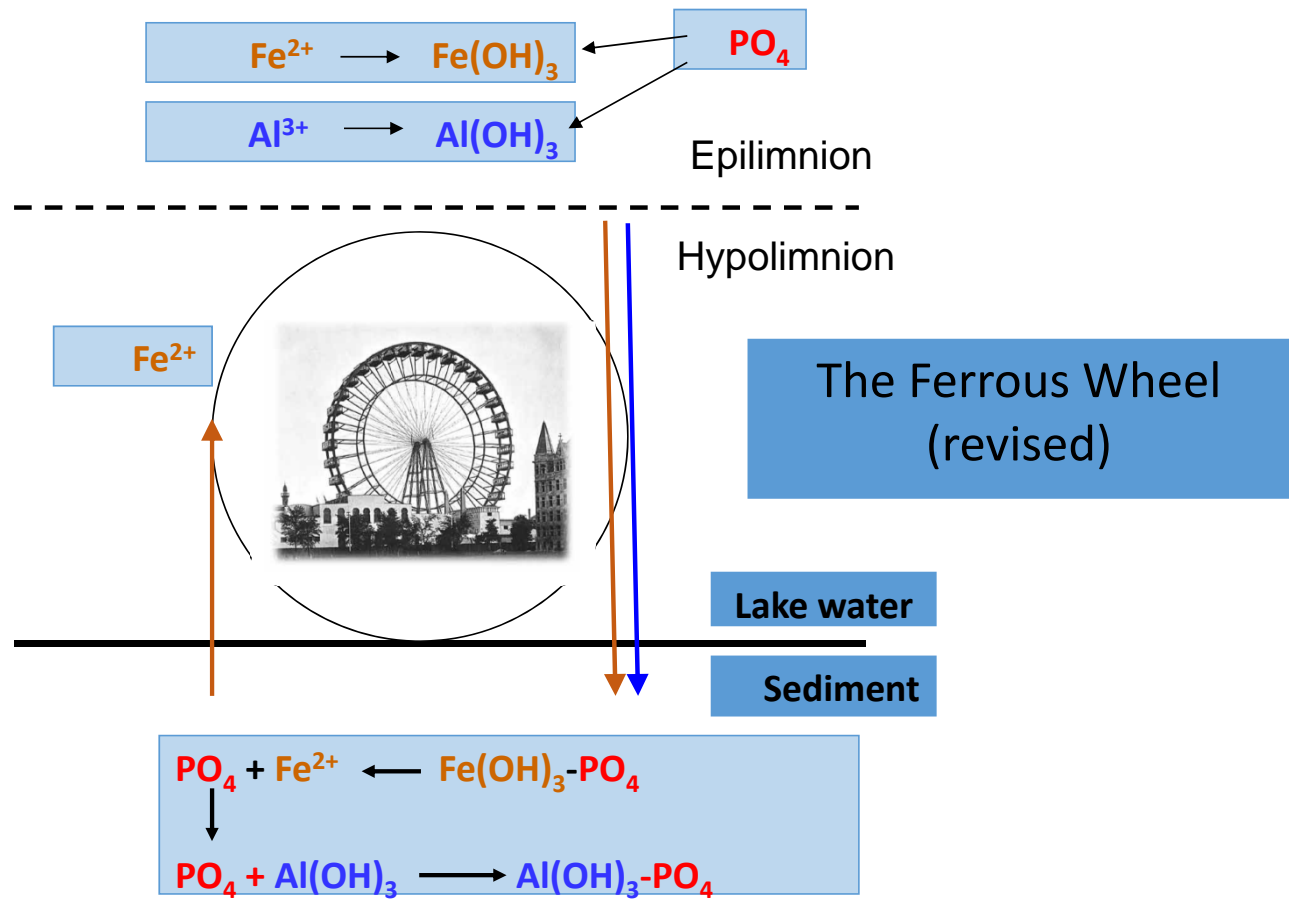 Fe²⁺ → Fe(OH)₃
PO₄
Al³⁺ → Al(OH)₃
Epilimnion
Hypolimnion
Fe²⁺
The Ferrous Wheel
(revised)
Lake water
Sediment
PO₄ + Fe²⁺ ← Fe(OH)₃-PO₄
PO₄ + Al(OH)₃ → Al(OH)₃-PO₄